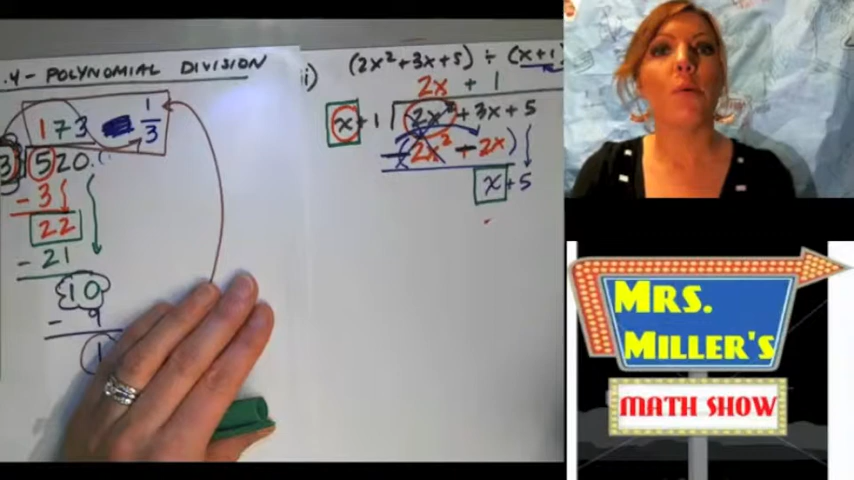 .4 - POLYNOMIAL DIVISION
173 1/3
3 520.
- 3
22
- 21
10
- 9
1
ii) (2x² + 3x + 5) ÷ (x + 1)
2x + 1
x + 1 2x² + 3x + 5
2x² 2x)
x + 5
MRS.
MILLER'S
MATH SHOW